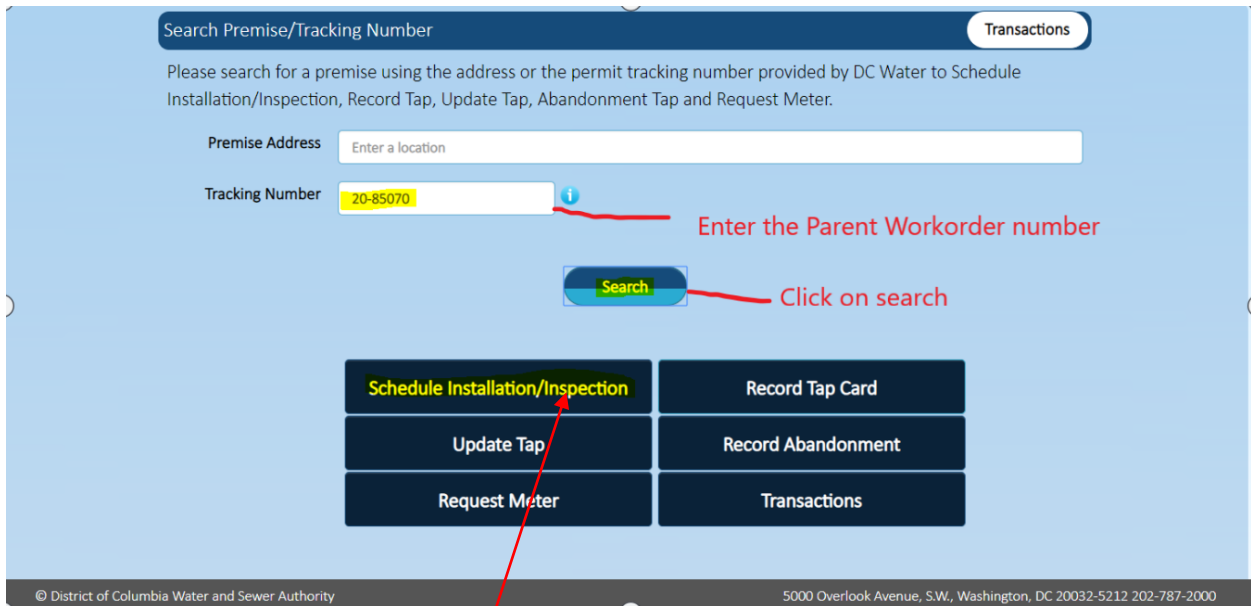 Search Premise/Tracking Number
Transactions
Please search for a premise using the address or the permit tracking number provided by DC Water to Schedule
Installation/Inspection, Record Tap, Update Tap, Abandonment Tap and Request Meter.
Premise Address
Enter a location
Tracking Number
20-85070
i
Enter the Parent Workorder number
Search
Click on search
Schedule Installation/Inspection
Record Tap Card
Update Tap
Record Abandonment
Request Meter
Transactions
© District of Columbia Water and Sewer Authority
5000 Overlook Avenue, S.W., Washington, DC 20032-5212 202-787-2000